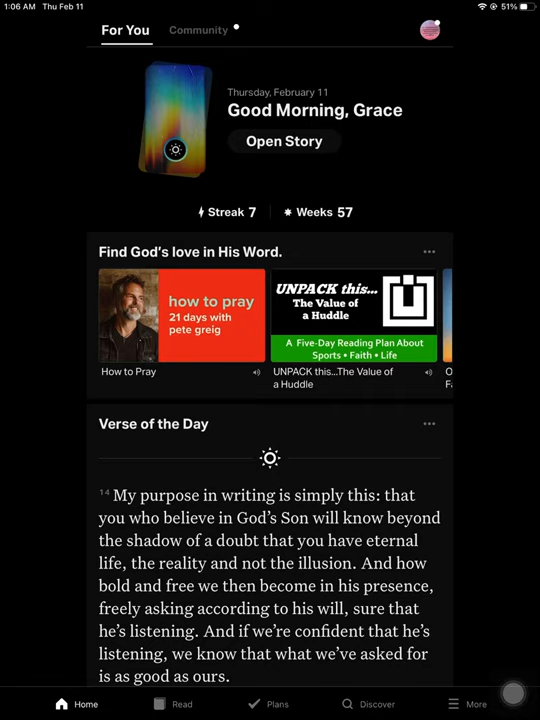 1:06 AM Thu Feb 11
51%
For You
Community
Thursday, February 11
Good Morning, Grace
Open Story
Streak 7
Weeks 57
Find God's love in His Word.
how to pray
21 days with
pete greig
UNPACK this...
The Value of
a Huddle
A Five-Day Reading Plan About
Sports • Faith • Life
How to Pray
UNPACK this...The Value of
a Huddle
O
Fa
Verse of the Day
14 My purpose in writing is simply this: that
you who believe in God's Son will know beyond
the shadow of a doubt that you have eternal
life, the reality and not the illusion. And how
bold and free we then become in his presence,
freely asking according to his will, sure that
he's listening. And if we're confident that he's
listening, we know that what we've asked for
is as good as ours.
Home
Read
Plans
Discover
More